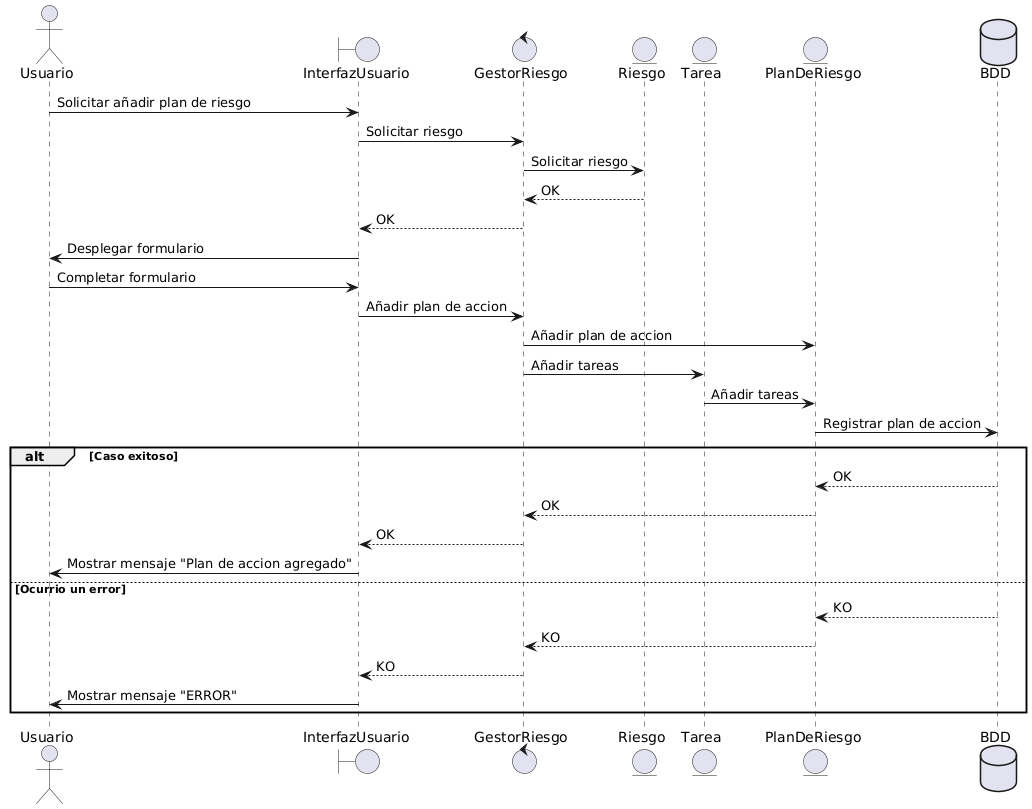 Usuario
InterfazUsuario
GestorRiesgo
Riesgo
Tarea
PlanDeRiesgo
BDD
Solicitar añadir plan de riesgo
Solicitar riesgo
Solicitar riesgo
OK
OK
Desplegar formulario
Completar formulario
Añadir plan de accion
Añadir plan de accion
Añadir tareas
Añadir tareas
Registrar plan de accion
alt [Caso exitoso]
OK
OK
OK
Mostrar mensaje "Plan de accion agregado"
[Ocurrio un error]
KO
KO
KO
Mostrar mensaje "ERROR"
Usuario
InterfazUsuario
GestorRiesgo
Riesgo
Tarea
PlanDeRiesgo
BDD